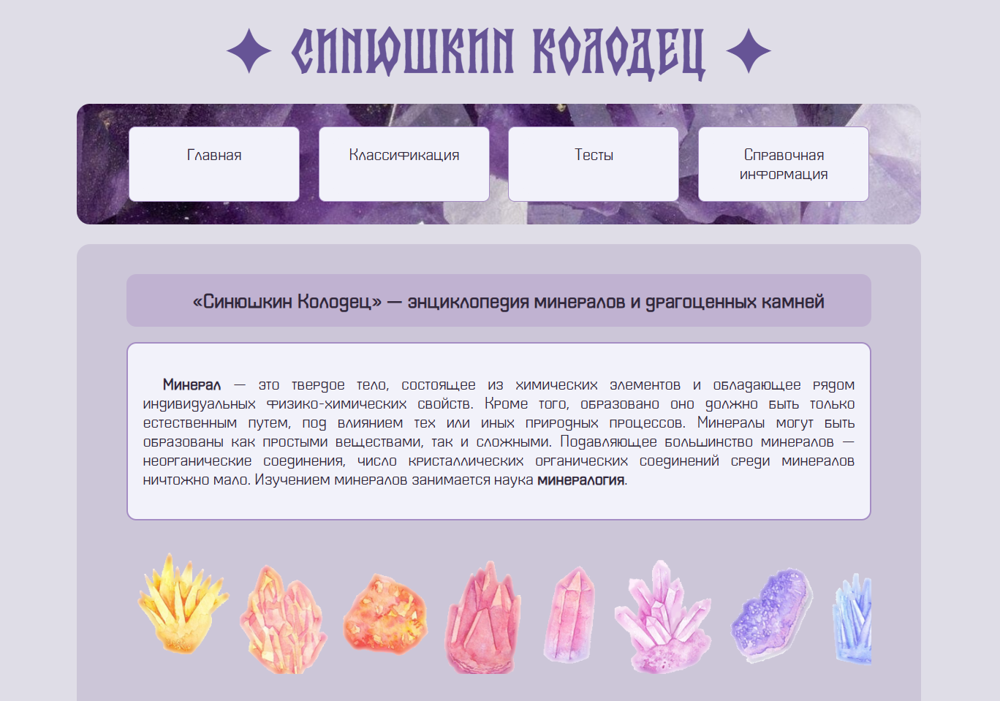 ✦ СИНЮШКИН КОЛОДЕЦ ✦
Главная
Классификация
Тесты
Справочная
информация
«Синюшкин Колодец» — энциклопедия минералов и драгоценных камней
Минерал — это твердое тело, состоящее из химических элементов и обладающее рядом
индивидуальных физико-химических свойств. Кроме того, образовано оно должно быть только
естественным путем, под влиянием тех или иных природных процессов. Минералы могут быть
образованы как простыми веществами, так и сложными. Подавляющее большинство минералов —
неорганические соединения, число кристаллических органических соединений среди минералов
ничтожно мало. Изучением минералов занимается наука минералогия.